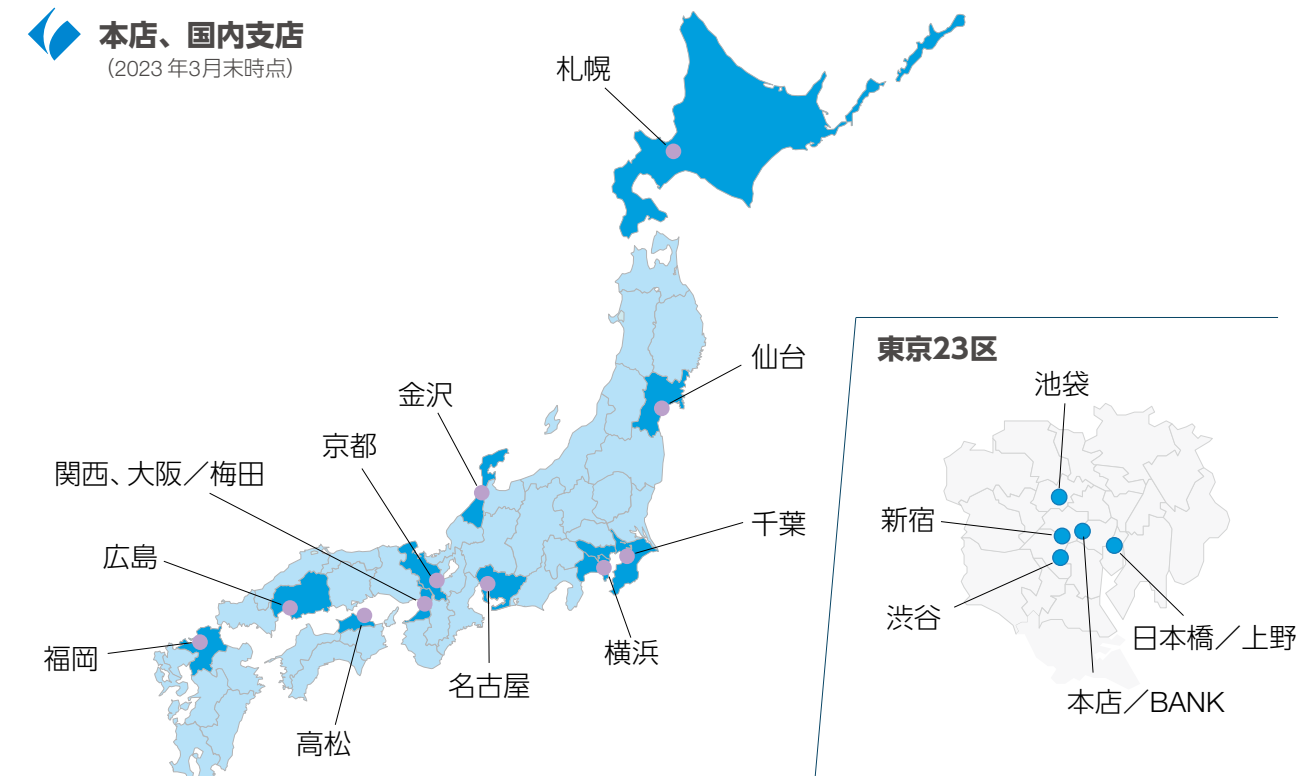 本店、国内支店
(2023 年3月末時点)
札幌
仙台
金沢
京都
関西、大阪／梅田
広島
福岡
高松
名古屋
横浜
千葉
東京23区
池袋
新宿
渋谷
日本橋／上野
本店／BANK